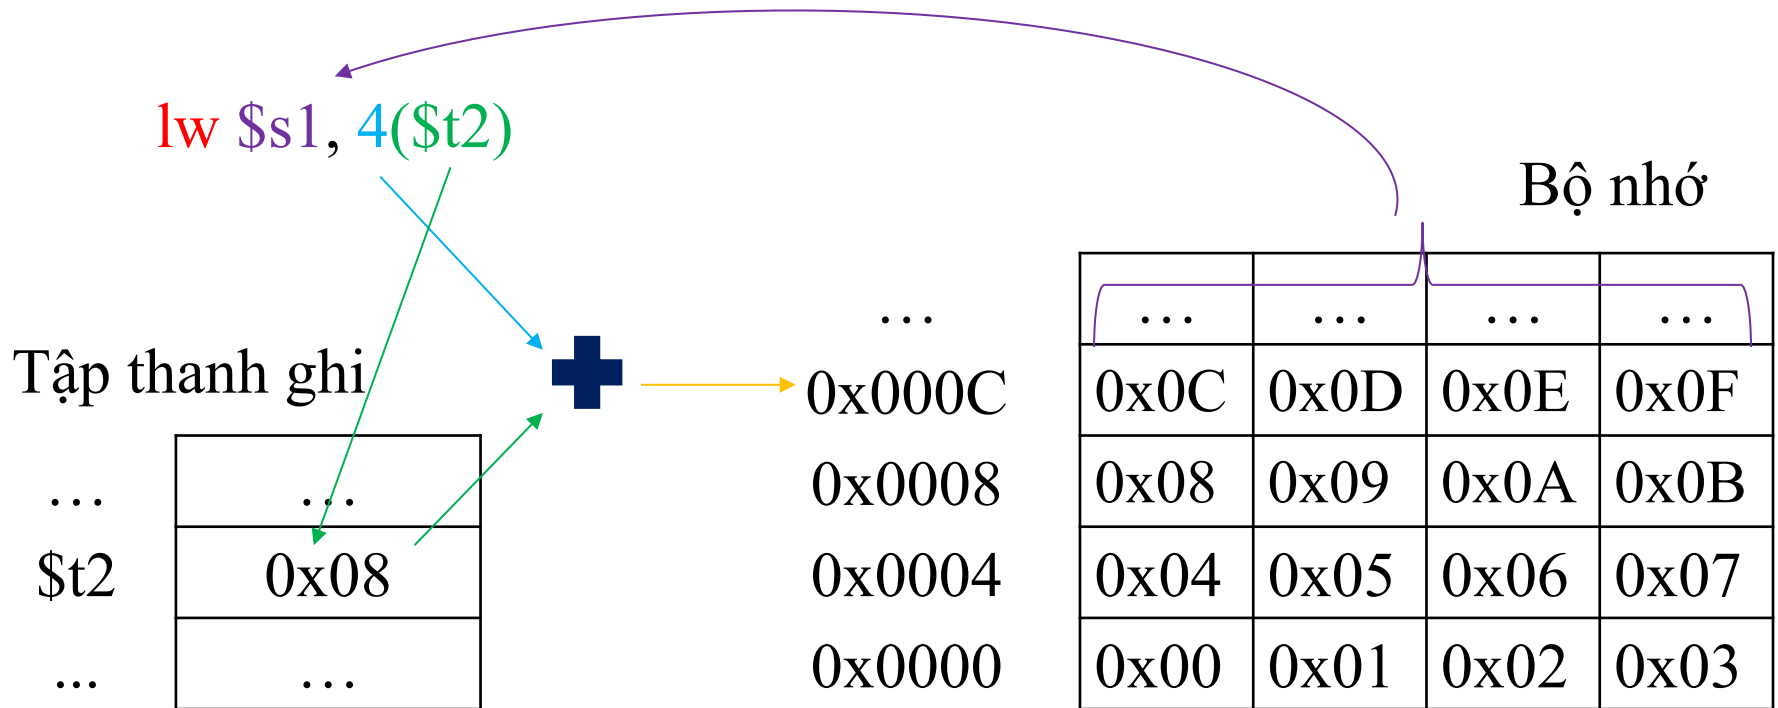 lw $s1, 4($t2)
Bộ nhớ
Tập thanh ghi
… …
$t2 0x08
... …
… … … … …
0x000C 0x0C 0x0D 0x0E 0x0F
0x0008 0x08 0x09 0x0A 0x0B
0x0004 0x04 0x05 0x06 0x07
0x0000 0x00 0x01 0x02 0x03